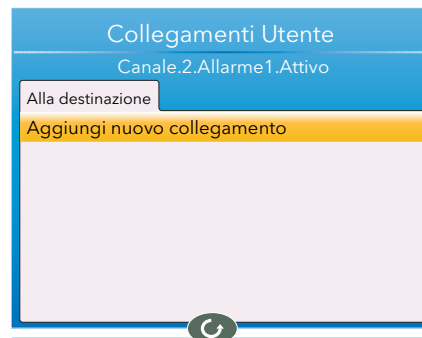 Collegamenti Utente
Canale.2.Allarme1.Attivo
Alla destinazione
Aggiungi nuovo collegamento